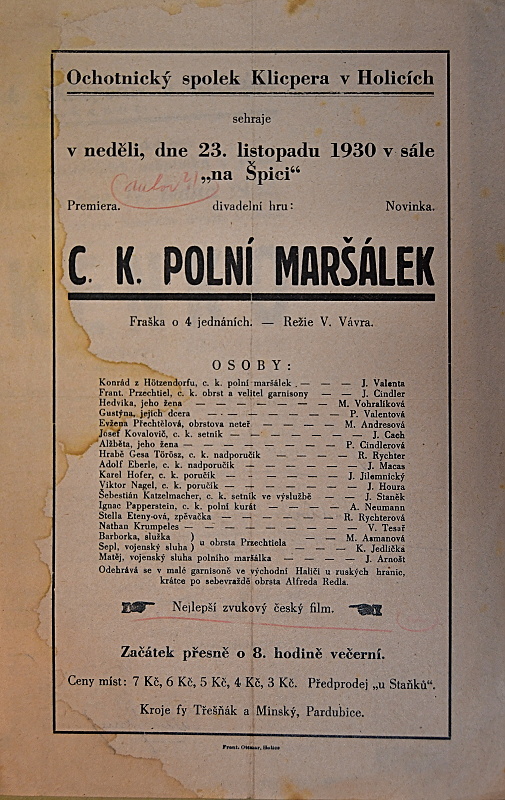 Ochotnický spolek Klicpera v Holicích
sehraje
v neděli, dne 23. listopadu 1930 v sále
„na Špici“
Premiera. divadelní hru: Novinka.
C. K. POLNÍ MARŠÁLEK
Fraška o 4 jednáních. — Režie V. Vávra.
OSOBY:
Konrád z Hötzendorfu, c. k. polní maršálek . — — — J. Valenta
Frant. Przechtiel, c. k. obrst a velitel garnisony — — J. Cindler
Hedvika, jeho žena — — — — — — — M. Vohralíková
Gustýna, jejich dcera — — — — — — — P. Valentová
Evžena Přechtělová, obrstova neteř — — — — M. Andresová
Josef Kovalovič, c. k. setník — — — — — — J. Cach
Alžběta, jeho žena — — — — — — — P. Cindlerová
Hrabě Gesa Törösz, c. k. nadporučík — — — — R. Rychter
Adolf Eberle, c. k. nadporučík — — — — — J. Macas
Karel Hofer, c. k. poručík — — — — — J. Jilemnický
Viktor Nagel, c. k. poručík — — — — — — J. Houra
Šebestián Katzelmacher, c. k. setník ve výslužbě — — J. Staněk
Ignac Papperstein, c. k. polní kurát — — — — A. Neumann
Stella Eteny-ová, zpěvačka — — — — — R. Rychterová
Nathan Krumpeles — — — — — — — V. Tesař
Barborka, služka ) u obrsta Przechtiela — — M. Asmanová
Sepl, vojenský sluha ) — — K. Jedlička
Matěj, vojenský sluha polního maršálka — — — — J. Arnošt
Odehrává se v malé garnisoně ve východní Haliči u ruských hranic,
krátce po sebevraždě obrsta Alfreda Redla.
Nejlepší zvukový český film.
Začátek přesně o 8. hodině večerní.
Ceny míst: 7 Kč, 6 Kč, 5 Kč, 4 Kč, 3 Kč. Předprodej „u Staňků“.
Kroje fy Třešňák a Minský, Pardubice.
Frant. Ottmar, Holice